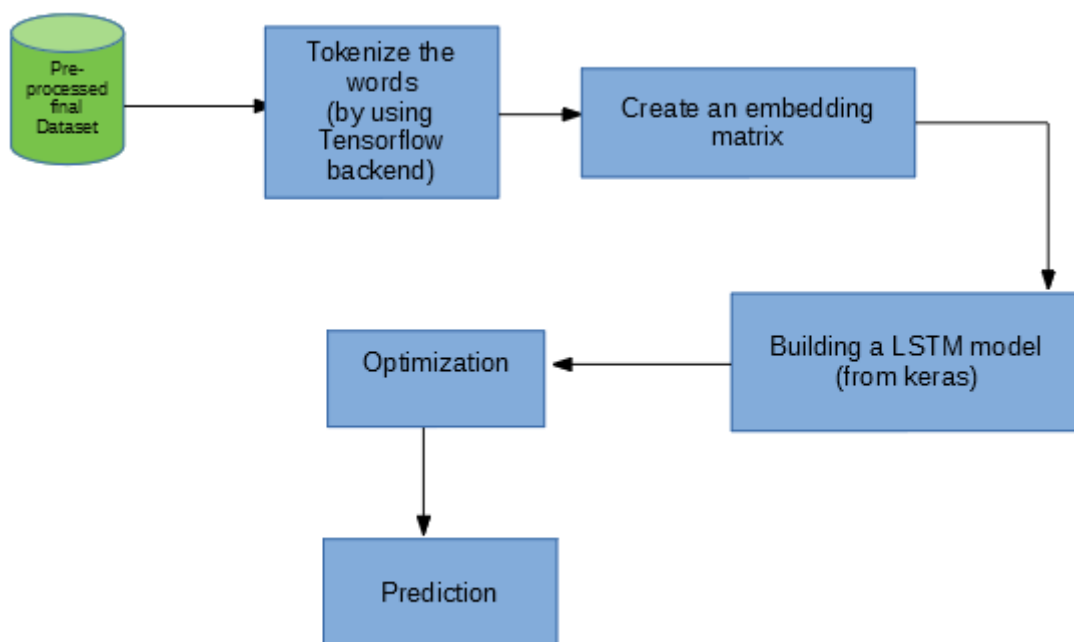 Pre-
processed
final
Dataset
Tokenize the
words
(by using
Tensorflow
backend)
Create an embedding
matrix
Building a LSTM model
(from keras)
Optimization
Prediction